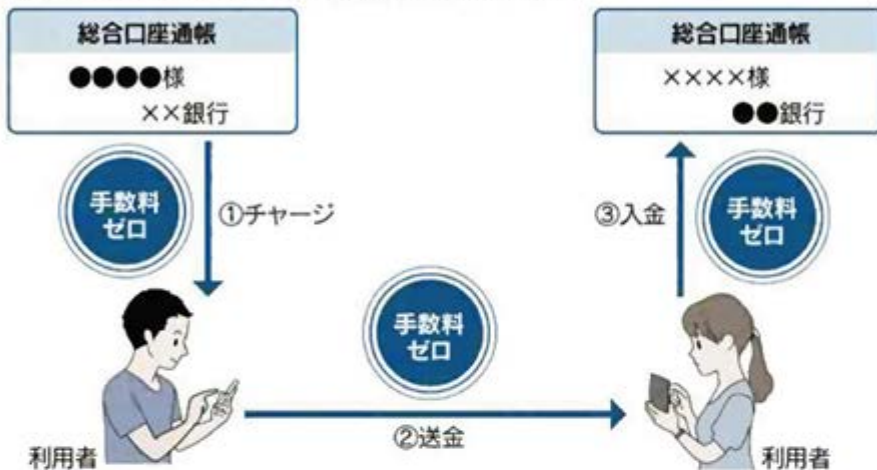 総合口座通帳
●●●●様
××銀行
総合口座通帳
××××様
●●銀行
手数料
ゼロ
①チャージ
③入金
手数料
ゼロ
手数料
ゼロ
②送金
利用者
利用者